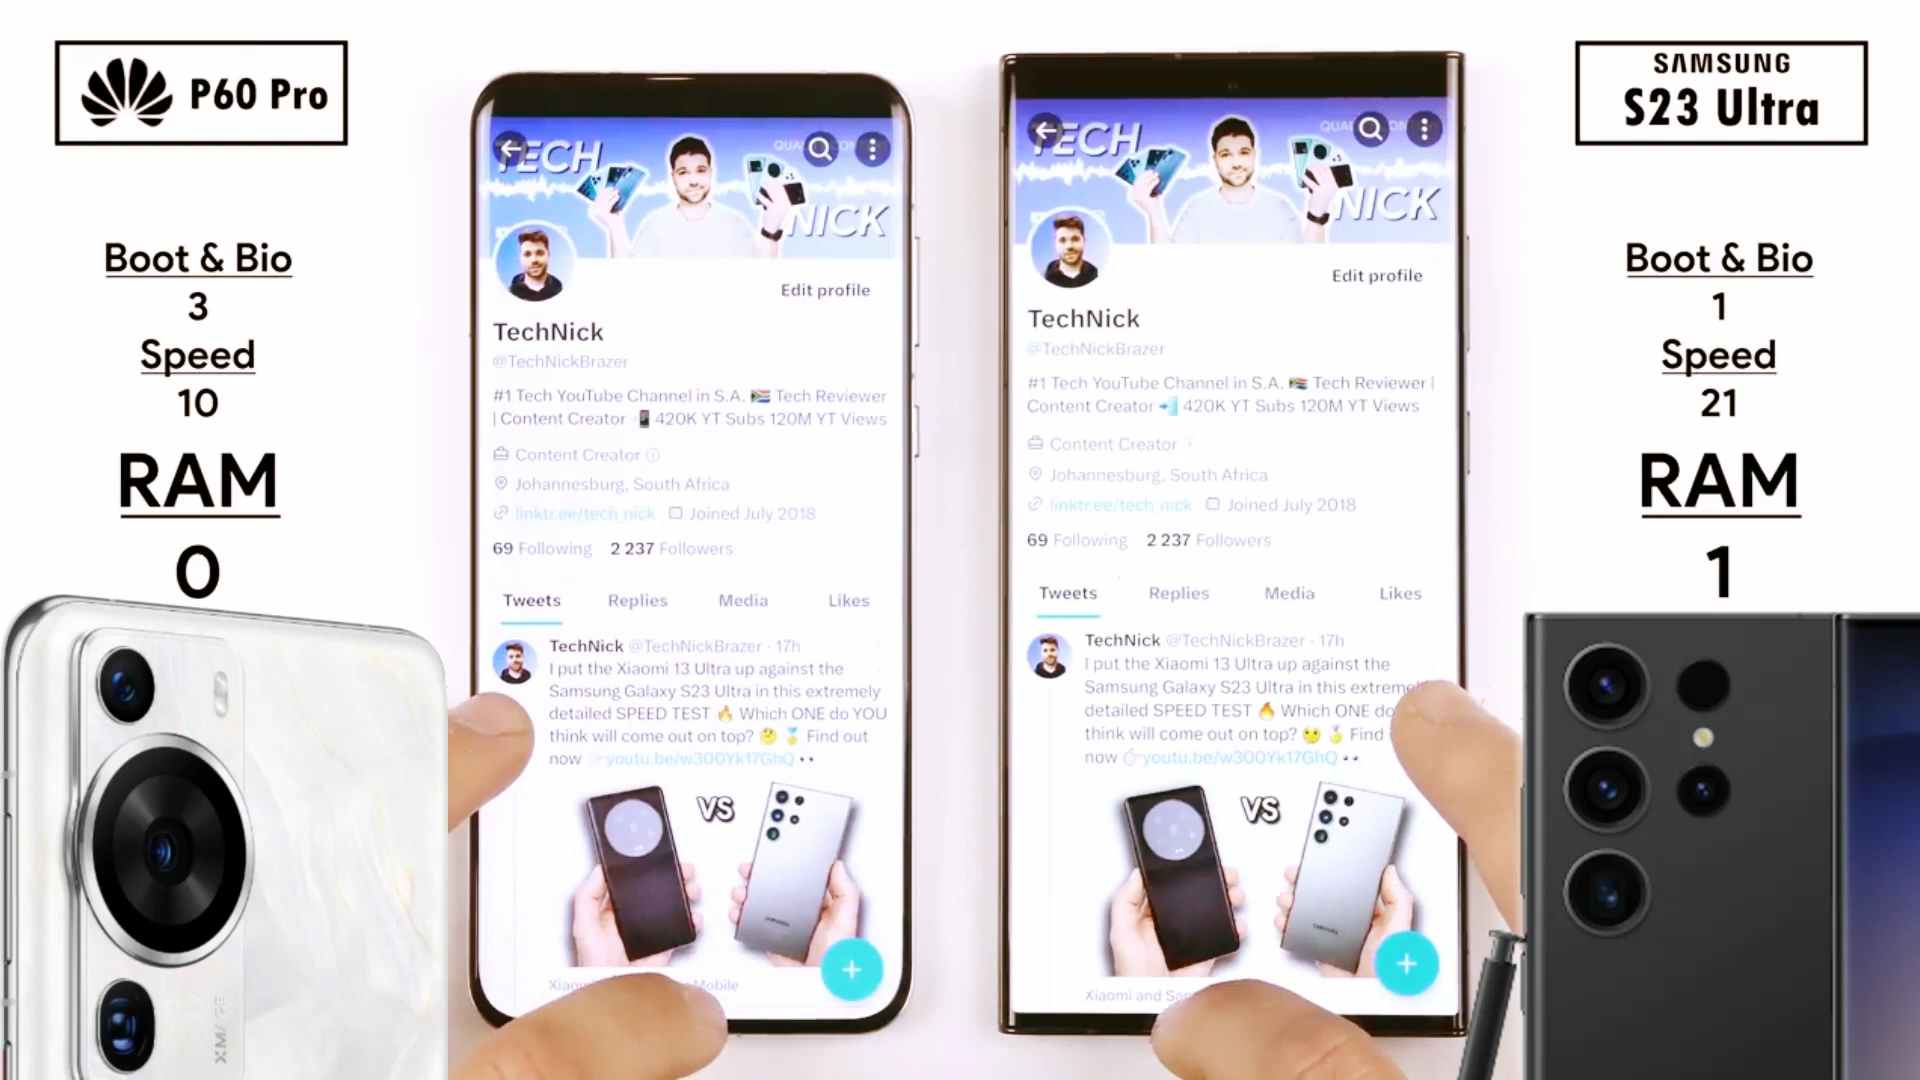 P60 Pro
Boot & Bio
3
Speed
10
RAM
0
XMAGE
TECH
NICK
Edit profile
TechNick
@TechNickBrazer
#1 Tech YouTube Channel in S.A. 🇿🇦 Tech Reviewer
| Content Creator 📱 420K YT Subs 120M YT Views
Content Creator
Johannesburg, South Africa
linktr.ee/tech_nick Joined July 2018
69 Following 2 237 Followers
Tweets Replies Media Likes
TechNick @TechNickBrazer · 17h
I put the Xiaomi 13 Ultra up against the
Samsung Galaxy S23 Ultra in this extremely
detailed SPEED TEST 🔥 Which ONE do YOU
think will come out on top? 🤔 🏅 Find out
now 👉youtu.be/w300Yk17GhQ 👀
VS
SAMSUNG
Mobile
TECH
NICK
Edit profile
TechNick
@TechNickBrazer
#1 Tech YouTube Channel in S.A. 🇿🇦 Tech Reviewer |
Content Creator 📲 420K YT Subs 120M YT Views
Content Creator
Johannesburg, South Africa
linktr.ee/tech_nick Joined July 2018
69 Following 2 237 Followers
Tweets Replies Media Likes
TechNick @TechNickBrazer · 17h
I put the Xiaomi 13 Ultra up against the
Samsung Galaxy S23 Ultra in this extremely
detailed SPEED TEST 🔥 Which ONE do
think will come out on top? 🤔 🏅 Find
now 👉youtu.be/w300Yk17GhQ 👀
VS
SAMSUNG
Xiaomi and
SAMSUNG
S23 Ultra
Boot & Bio
1
Speed
21
RAM
1